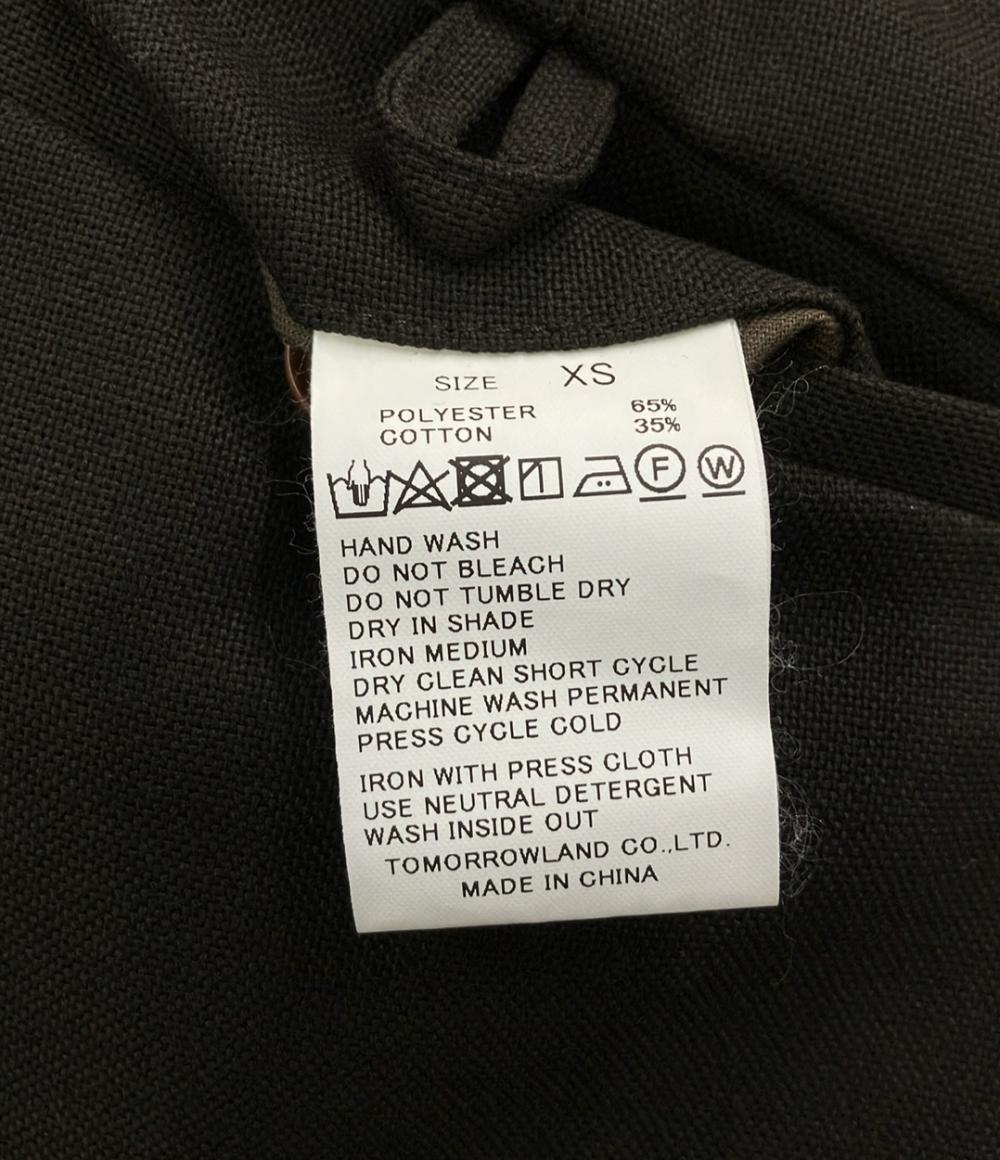 SIZE XS
POLYESTER 65%
COTTON 35%
F W
HAND WASH
DO NOT BLEACH
DO NOT TUMBLE DRY
DRY IN SHADE
IRON MEDIUM
DRY CLEAN SHORT CYCLE
MACHINE WASH PERMANENT
PRESS CYCLE COLD
IRON WITH PRESS CLOTH
USE NEUTRAL DETERGENT
WASH INSIDE OUT
TOMORROWLAND CO.,LTD.
MADE IN CHINA